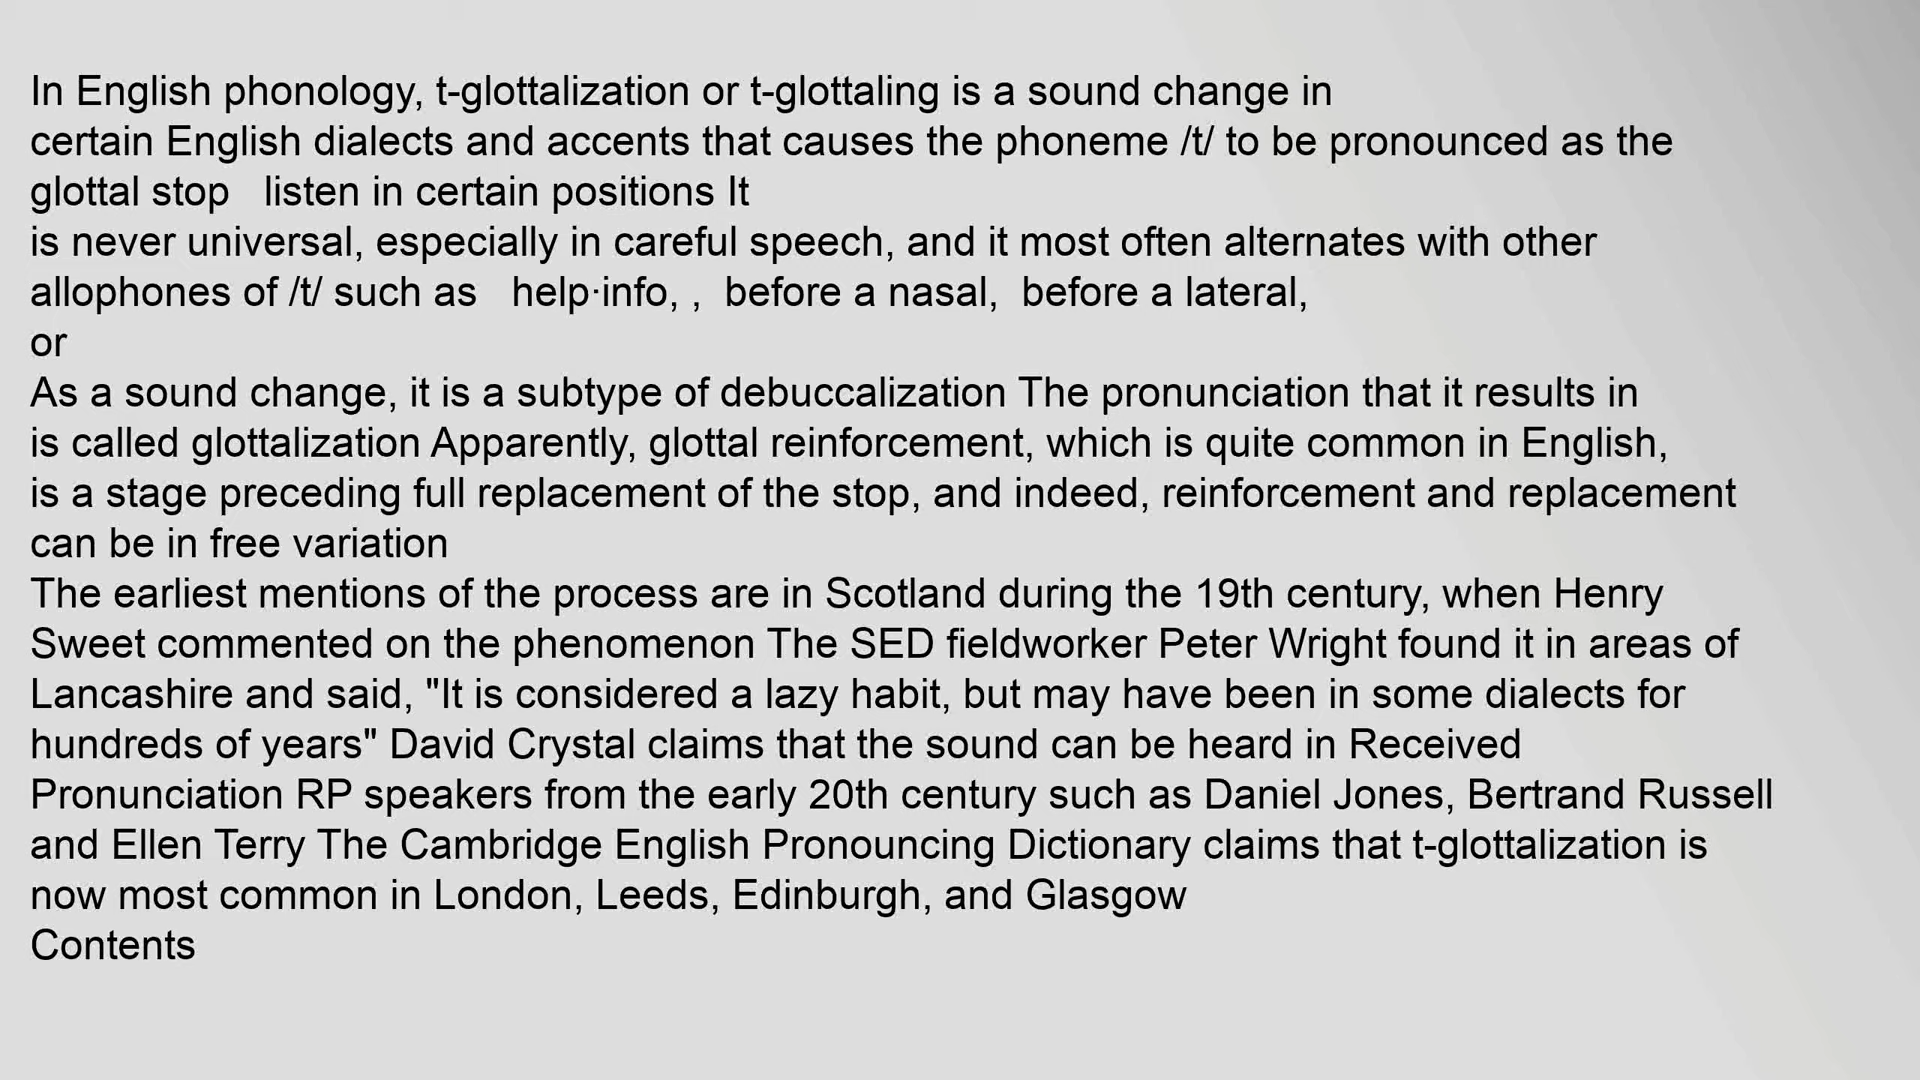 In English phonology, t-glottalization or t-glottaling is a sound change in
certain English dialects and accents that causes the phoneme /t/ to be pronounced as the
glottal stop   listen in certain positions It
is never universal, especially in careful speech, and it most often alternates with other
allophones of /t/ such as   help·info, ,  before a nasal,  before a lateral,
or
As a sound change, it is a subtype of debuccalization The pronunciation that it results in
is called glottalization Apparently, glottal reinforcement, which is quite common in English,
is a stage preceding full replacement of the stop, and indeed, reinforcement and replacement
can be in free variation
The earliest mentions of the process are in Scotland during the 19th century, when Henry
Sweet commented on the phenomenon The SED fieldworker Peter Wright found it in areas of
Lancashire and said, "It is considered a lazy habit, but may have been in some dialects for
hundreds of years" David Crystal claims that the sound can be heard in Received
Pronunciation RP speakers from the early 20th century such as Daniel Jones, Bertrand Russell
and Ellen Terry The Cambridge English Pronouncing Dictionary claims that t-glottalization is
now most common in London, Leeds, Edinburgh, and Glasgow
Contents